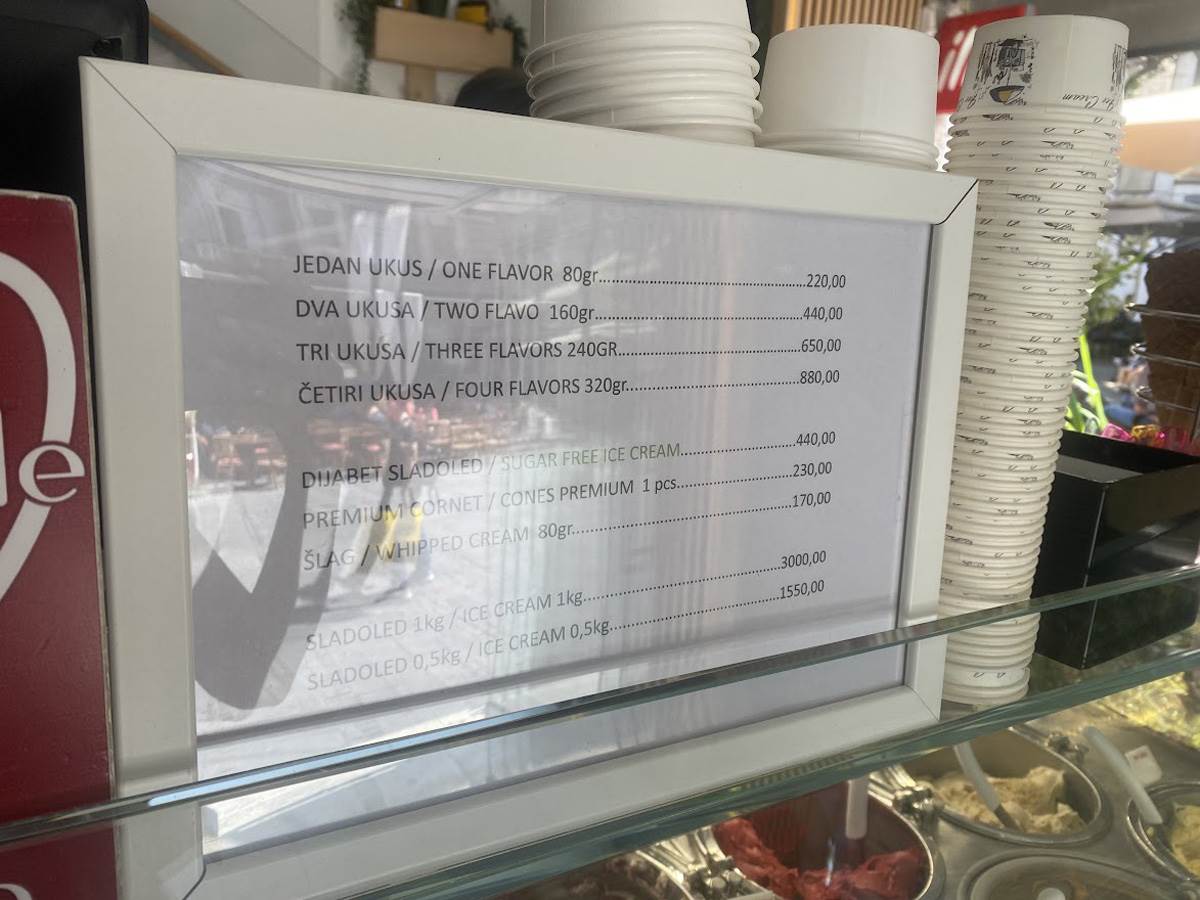 JEDAN UKUS / ONE FLAVOR 80gr............................................220,00
DVA UKUSA / TWO FLAVO 160gr............................................440,00
TRI UKUSA / THREE FLAVORS 240GR.......................................650,00
ČETIRI UKUSA / FOUR FLAVORS 320gr.....................................880,00
DIJABET SLADOLED / SUGAR FREE ICE CREAM.........................440,00
PREMIUM CORNET / CONES PREMIUM 1 pcs.........................230,00
ŠLAG / WHIPPED CREAM 80gr..............................................170,00
SLADOLED 1kg / ICE CREAM 1kg..........................................3000,00
SLADOLED 0,5kg / ICE CREAM 0,5kg....................................1550,00
Ice Cream
e